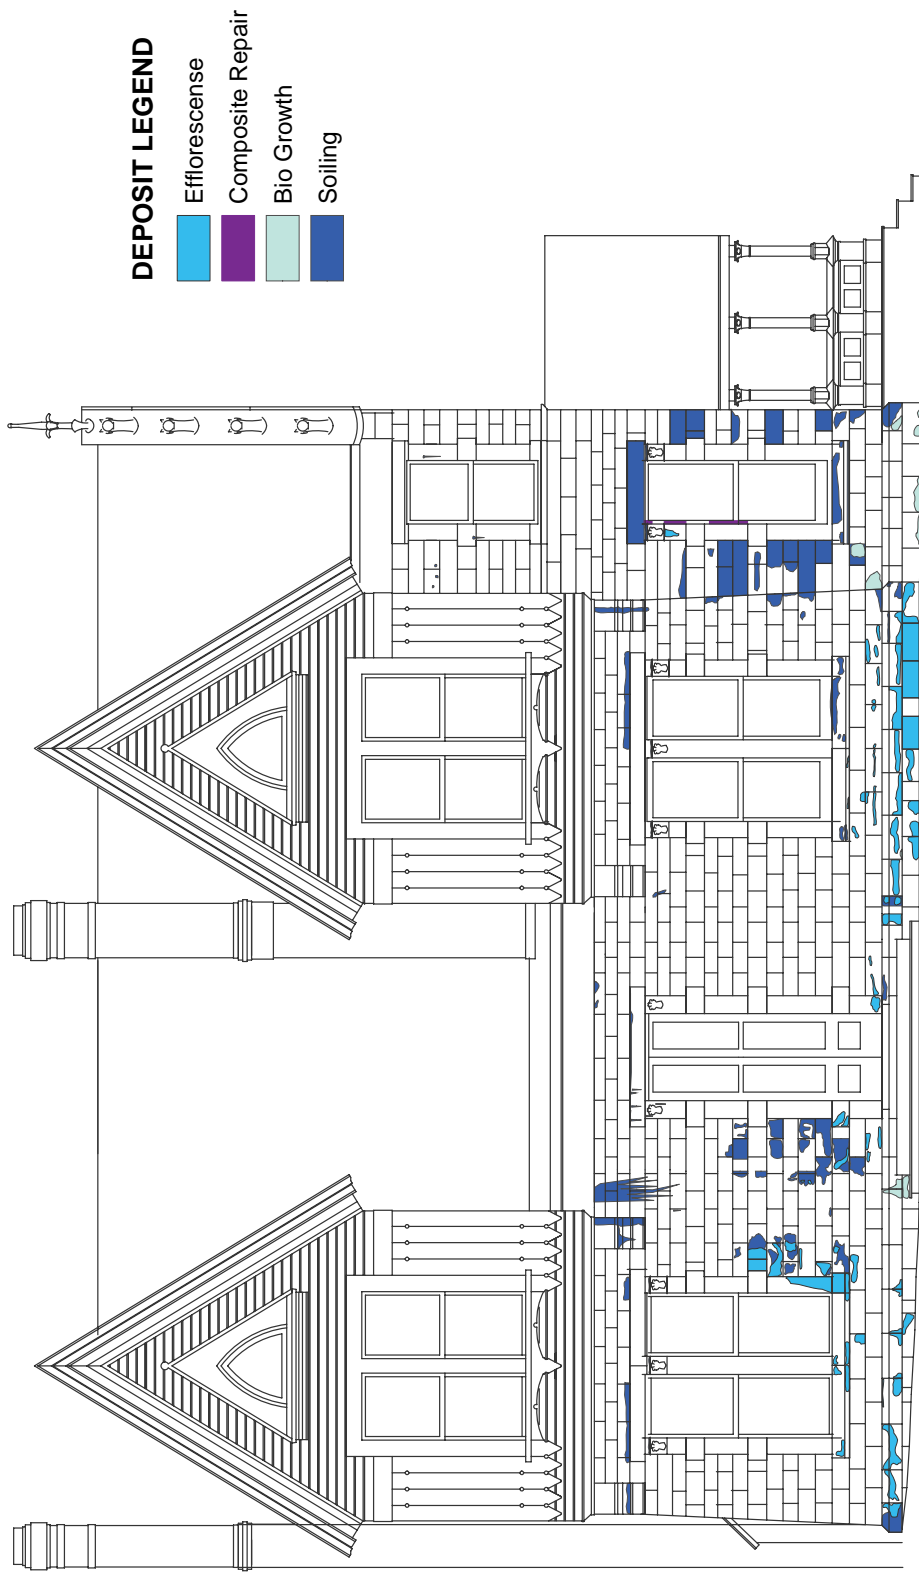 DEPOSIT LEGEND
Efflorescense
Composite Repair
Bio Growth
Soiling